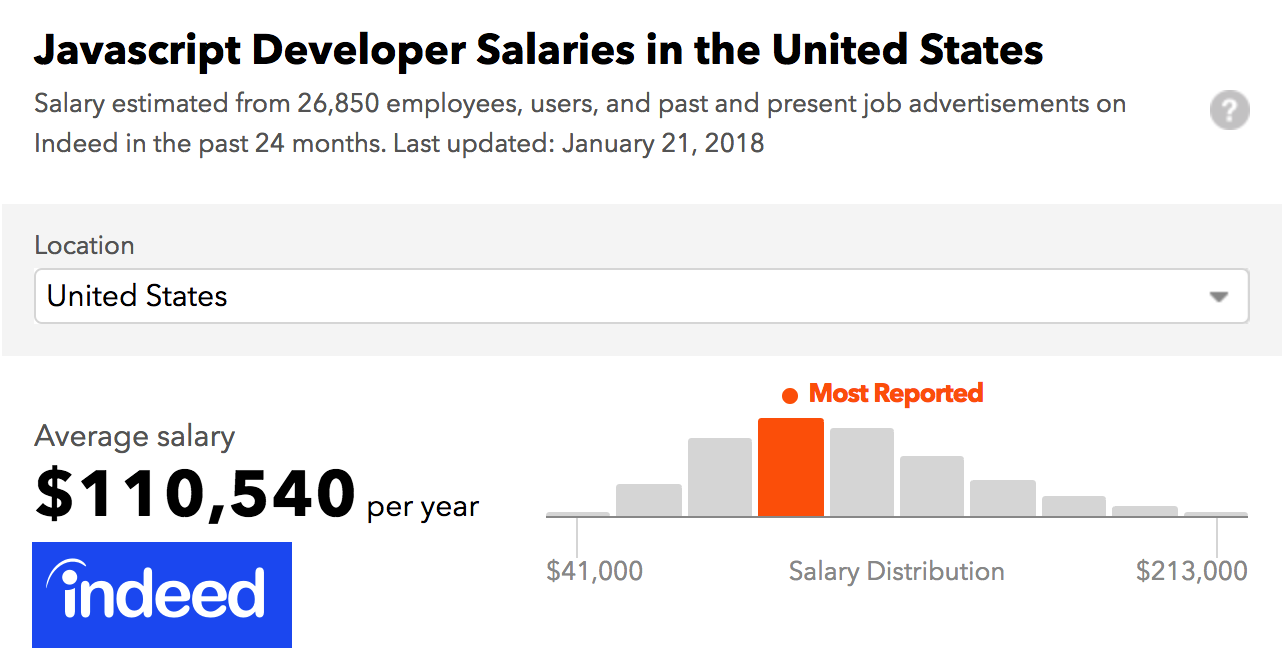 Javascript Developer Salaries in the United States
Salary estimated from 26,850 employees, users, and past and present job advertisements on
Indeed in the past 24 months. Last updated: January 21, 2018
?
Location
United States
Most Reported
Average salary
$110,540 per year
$41,000
Salary Distribution
$213,000
indeed